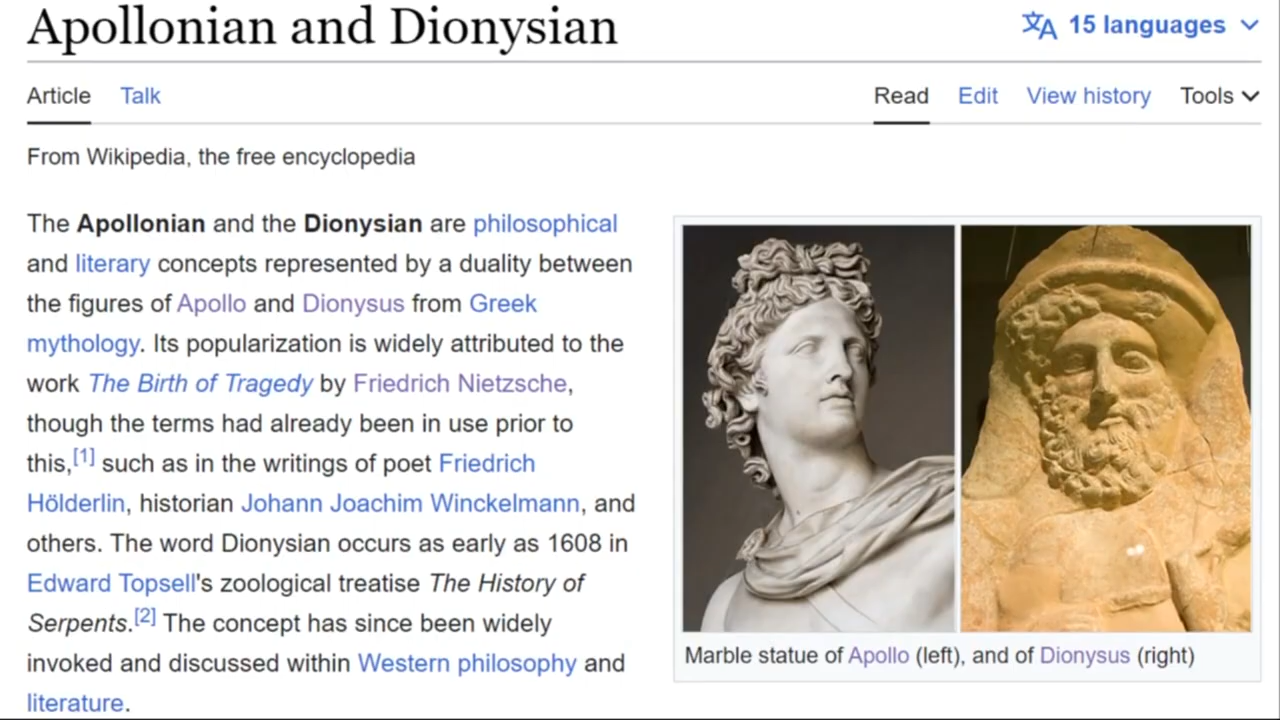 Apollonian and Dionysian
15 languages
Article Talk
Read Edit View history Tools
From Wikipedia, the free encyclopedia
The Apollonian and the Dionysian are philosophical
and literary concepts represented by a duality between
the figures of Apollo and Dionysus from Greek
mythology. Its popularization is widely attributed to the
work The Birth of Tragedy by Friedrich Nietzsche,
though the terms had already been in use prior to
this,[1] such as in the writings of poet Friedrich
Hölderlin, historian Johann Joachim Winckelmann, and
others. The word Dionysian occurs as early as 1608 in
Edward Topsell's zoological treatise The History of
Serpents.[2] The concept has since been widely
invoked and discussed within Western philosophy and
literature.
Marble statue of Apollo (left), and of Dionysus (right)